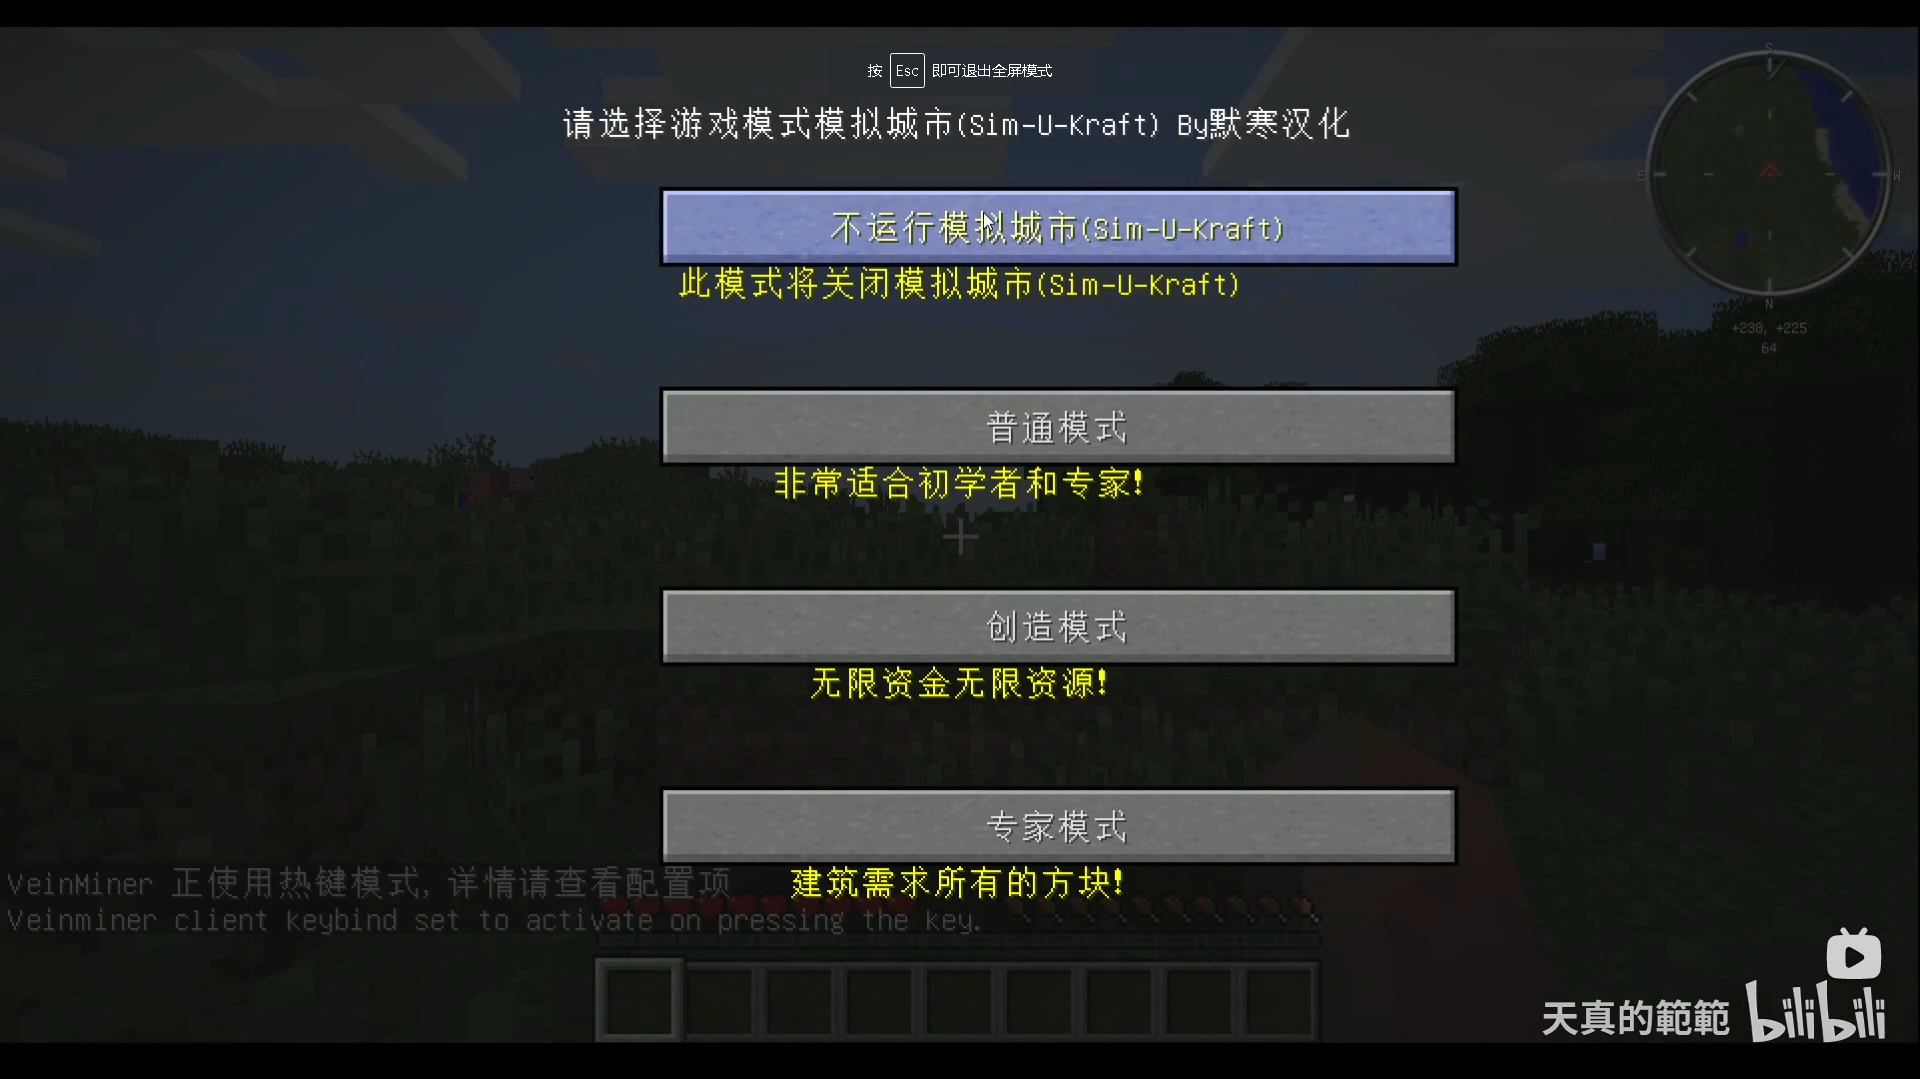 按 Esc 即可退出全屏模式
请选择游戏模式模拟城市(Sim-U-Kraft) By默寒汉化
不运行模拟城市(Sim-U-Kraft)
此模式将关闭模拟城市(Sim-U-Kraft)
普通模式
非常适合初学者和专家!
创造模式
无限资金无限资源!
专家模式
建筑需求所有的方块!
S
E
W
N
+238, +225
64
VeinMiner 正使用热键模式, 详情请查看配置项
Veinminer client keybind set to activate on pressing the key.
天真的範範 bilibili